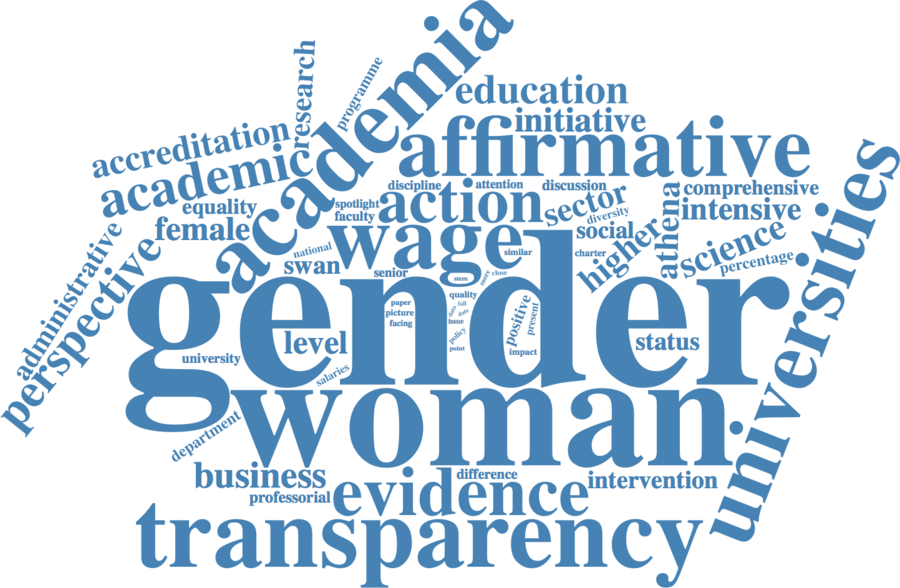 academia
research
programme
education
initiative
affirmative
accreditation
academic
discipline
attention
discussion
comprehensive
universities
equality
spotlight
faculty
action
sector
diversity
athena
intensive
female
wage
social
higher
science
percentage
administrative
perspective
national
swan
senior
similar
charter
stem
more
close
gender
quality
paper
picture
facing
data
full
issue
policy
point
positive
present
impact
level
status
university
salaries
woman
department
business
professorial
evidence
difference
intervention
transparency